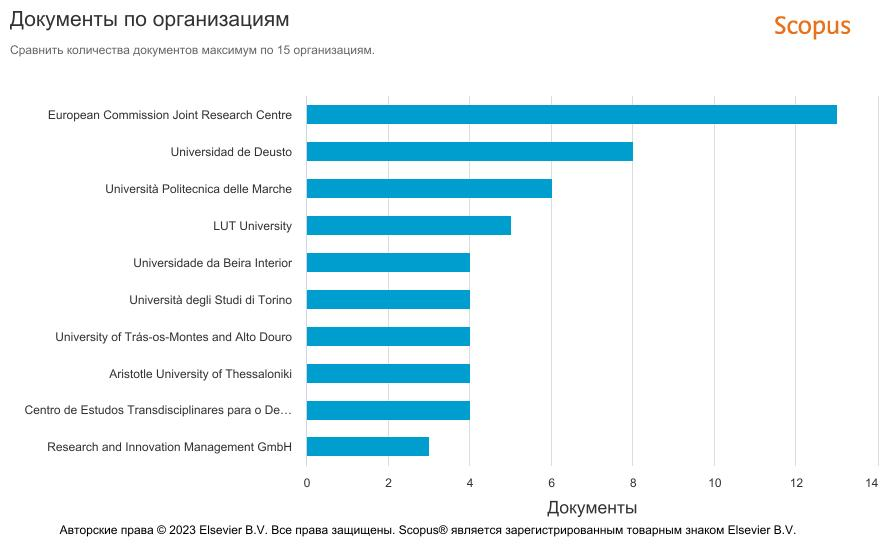 Документы по организациям
Scopus
Сравнить количества документов максимум по 15 организациям.
European Commission Joint Research Centre
Universidad de Deusto
Università Politecnica delle Marche
LUT University
Universidade da Beira Interior
Università degli Studi di Torino
University of Trás-os-Montes and Alto Douro
Aristotle University of Thessaloniki
Centro de Estudos Transdisciplinares para o De…
Research and Innovation Management GmbH
0 2 4 6 8 10 12 14
Документы
Авторские права © 2023 Elsevier B.V. Все права защищены. Scopus® является зарегистрированным товарным знаком Elsevier B.V.